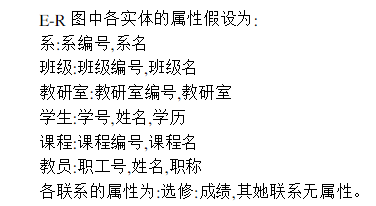 E-R 图中各实体的属性假设为:
系:系编号,系名
班级:班级编号,班级名
教研室:教研室编号,教研室
学生:学号,姓名,学历
课程:课程编号,课程名
教员:职工号,姓名,职称
各联系的属性为:选修:成绩,其她联系无属性。